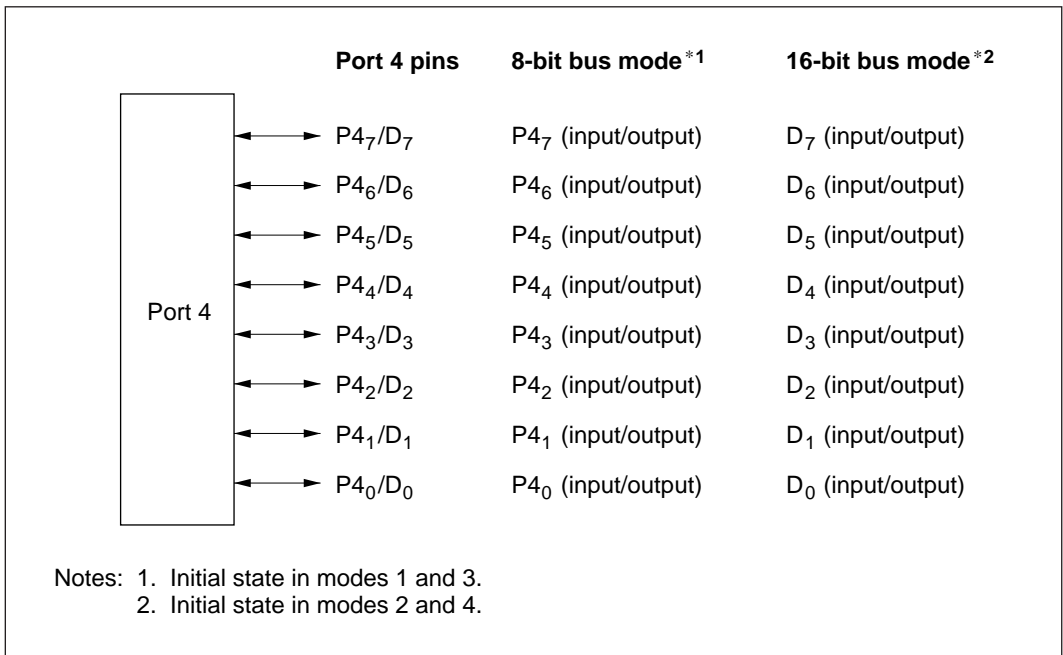 Port 4 pins 8-bit bus mode*1 16-bit bus mode*2
P4₇/D₇ P4₇ (input/output) D₇ (input/output)
P4₆/D₆ P4₆ (input/output) D₆ (input/output)
P4₅/D₅ P4₅ (input/output) D₅ (input/output)
P4₄/D₄ P4₄ (input/output) D₄ (input/output)
Port 4
P4₃/D₃ P4₃ (input/output) D₃ (input/output)
P4₂/D₂ P4₂ (input/output) D₂ (input/output)
P4₁/D₁ P4₁ (input/output) D₁ (input/output)
P4₀/D₀ P4₀ (input/output) D₀ (input/output)
Notes: 1. Initial state in modes 1 and 3.
2. Initial state in modes 2 and 4.